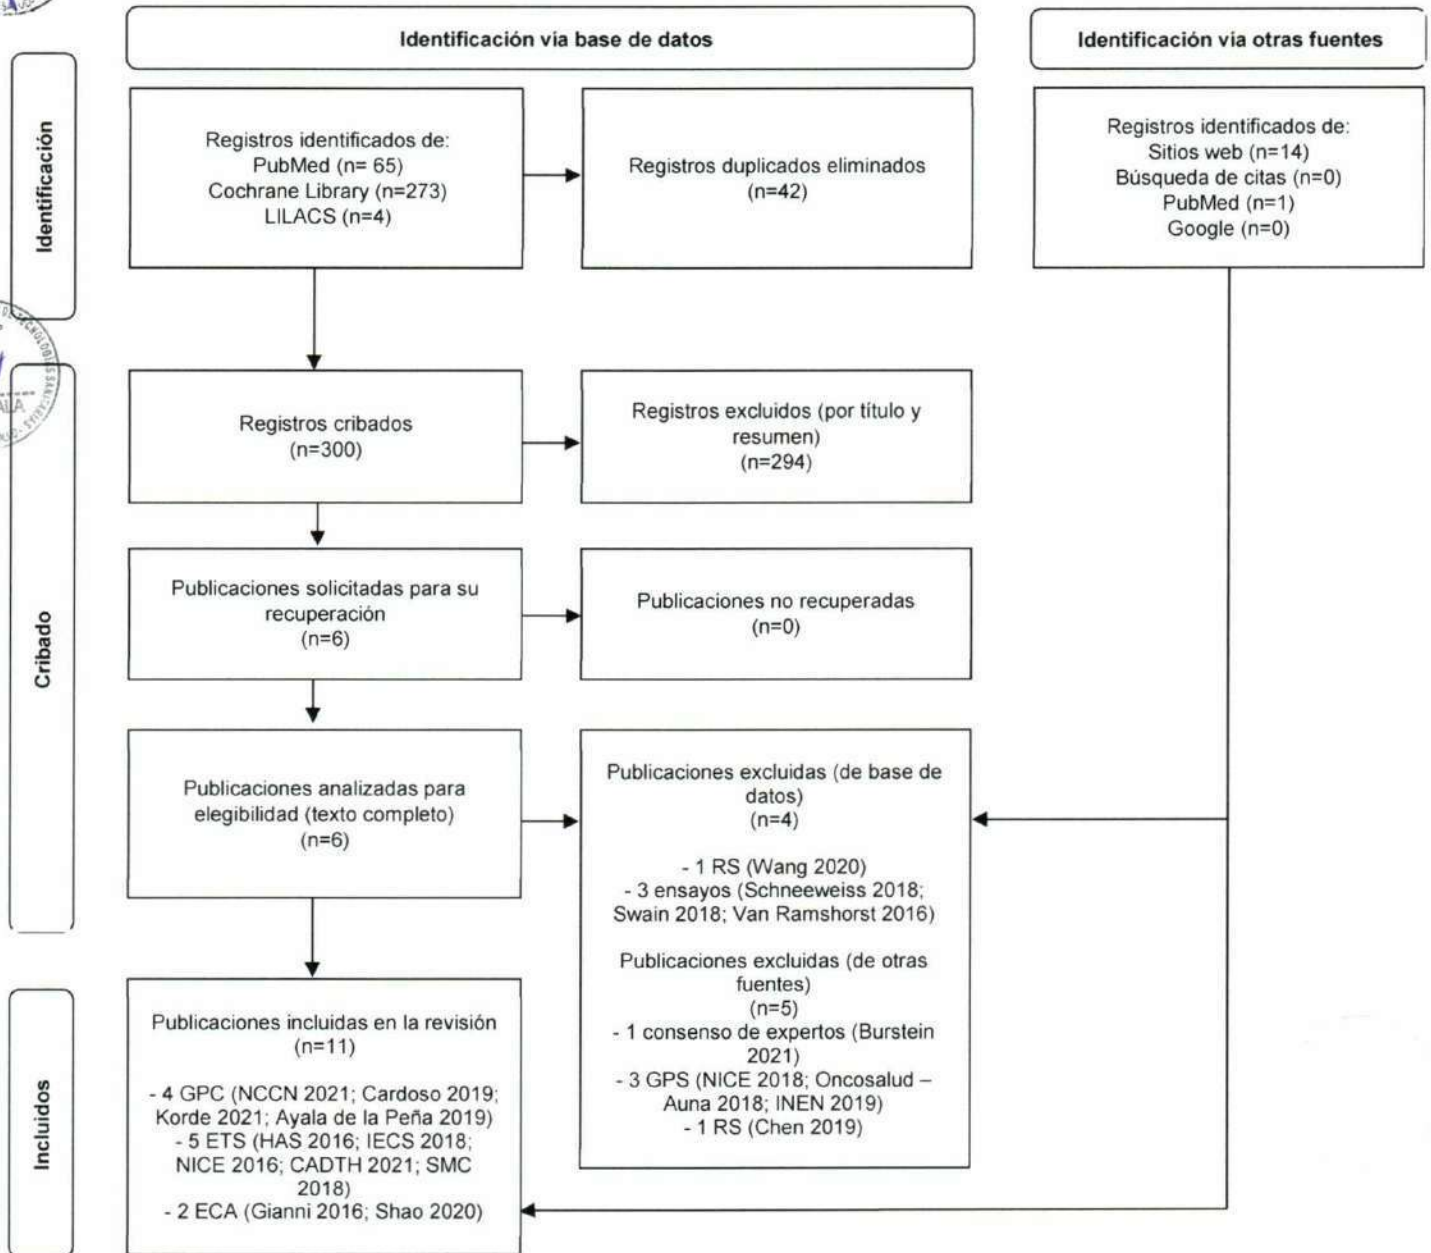 Identificación via base de datos
Identificación via otras fuentes
Identificación
Registros identificados de:
PubMed (n= 65)
Cochrane Library (n=273)
LILACS (n=4)
Registros duplicados eliminados
(n=42)
Registros identificados de:
Sitios web (n=14)
Búsqueda de citas (n=0)
PubMed (n=1)
Google (n=0)
Cribado
Registros cribados
(n=300)
Registros excluidos (por título y
resumen)
(n=294)
Publicaciones solicitadas para su
recuperación
(n=6)
Publicaciones no recuperadas
(n=0)
Publicaciones analizadas para
elegibilidad (texto completo)
(n=6)
Publicaciones excluidas (de base de
datos)
(n=4)
- 1 RS (Wang 2020)
- 3 ensayos (Schneeweiss 2018;
Swain 2018; Van Ramshorst 2016)
Publicaciones excluidas (de otras
fuentes)
(n=5)
- 1 consenso de expertos (Burstein
2021)
- 3 GPS (NICE 2018; Oncosalud –
Auna 2018; INEN 2019)
- 1 RS (Chen 2019)
Incluidos
Publicaciones incluidas en la revisión
(n=11)
- 4 GPC (NCCN 2021; Cardoso 2019;
Korde 2021; Ayala de la Peña 2019)
- 5 ETS (HAS 2016; IECS 2018;
NICE 2016; CADTH 2021; SMC
2018)
- 2 ECA (Gianni 2016; Shao 2020)